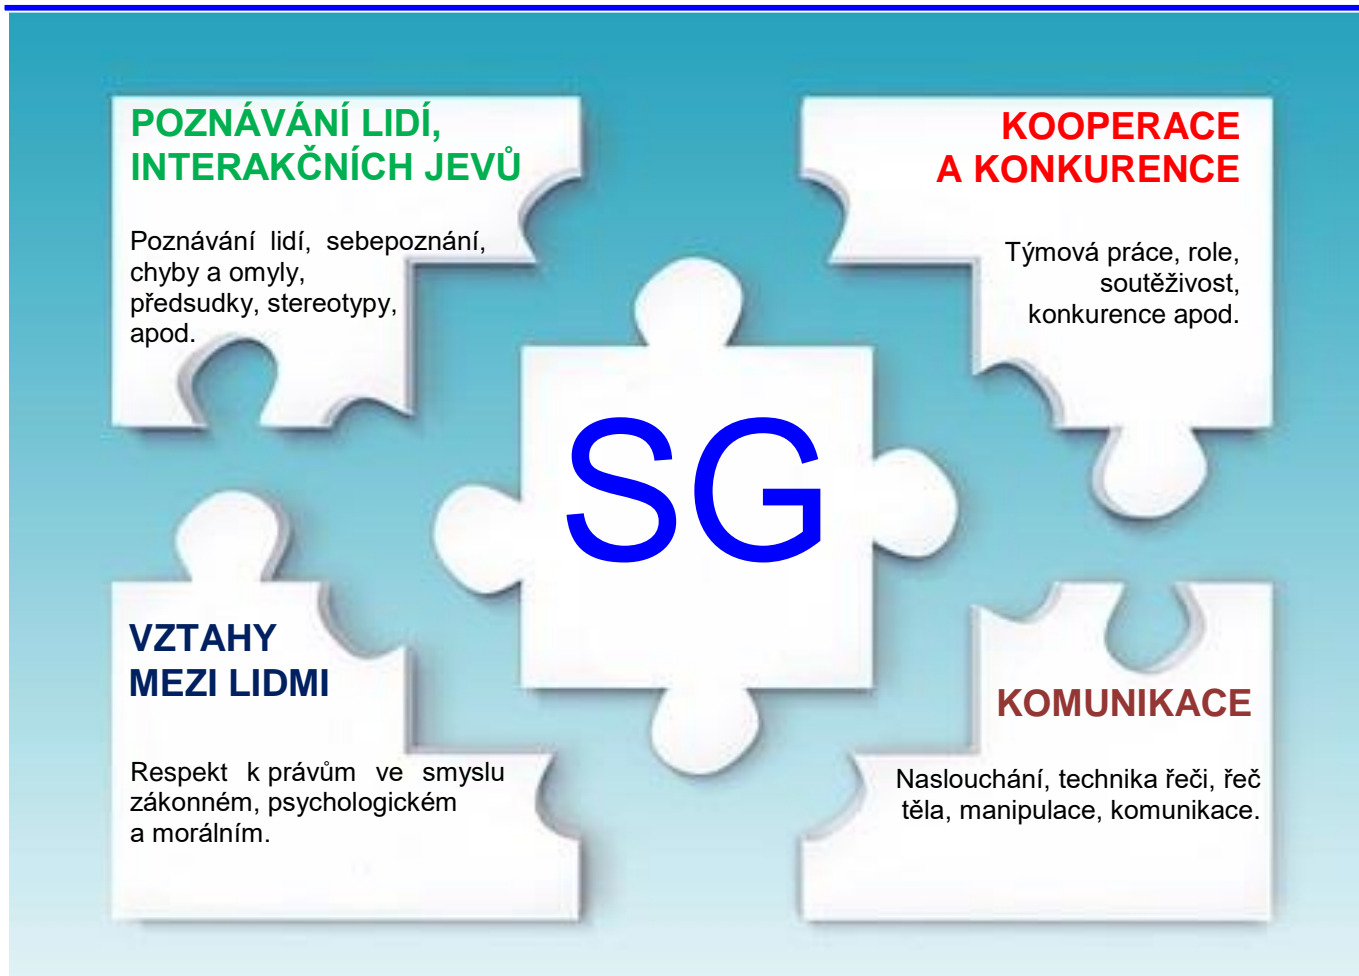 POZNÁVÁNÍ LIDÍ,
INTERAKČNÍCH JEVŮ
Poznávání lidí, sebepoznání,
chyby a omyly,
předsudky, stereotypy,
apod.
KOOPERACE
A KONKURENCE
Týmová práce, role,
soutěživost,
konkurence apod.
SG
VZTAHY
MEZI LIDMI
Respekt k právům ve smyslu
zákonném, psychologickém
a morálním.
KOMUNIKACE
Naslouchání, technika řeči, řeč
těla, manipulace, komunikace.